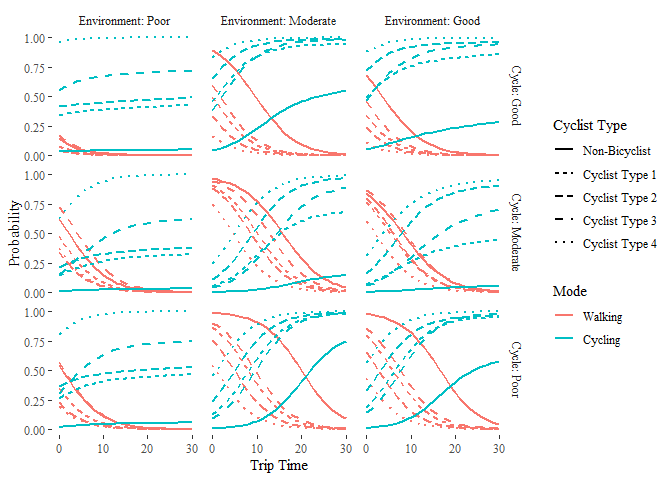 Environment: Poor
Environment: Moderate
Environment: Good
1.00
0.75
0.50
0.25
0.00
Cycle: Good
1.00
0.75
0.50
0.25
0.00
Cycle: Moderate
1.00
0.75
0.50
0.25
0.00
Cycle: Poor
Probability
0 10 20 30
0 10 20 30
0 10 20 30
Trip Time
Cyclist Type
Non-Bicyclist
Cyclist Type 1
Cyclist Type 2
Cyclist Type 3
Cyclist Type 4
Mode
Walking
Cycling